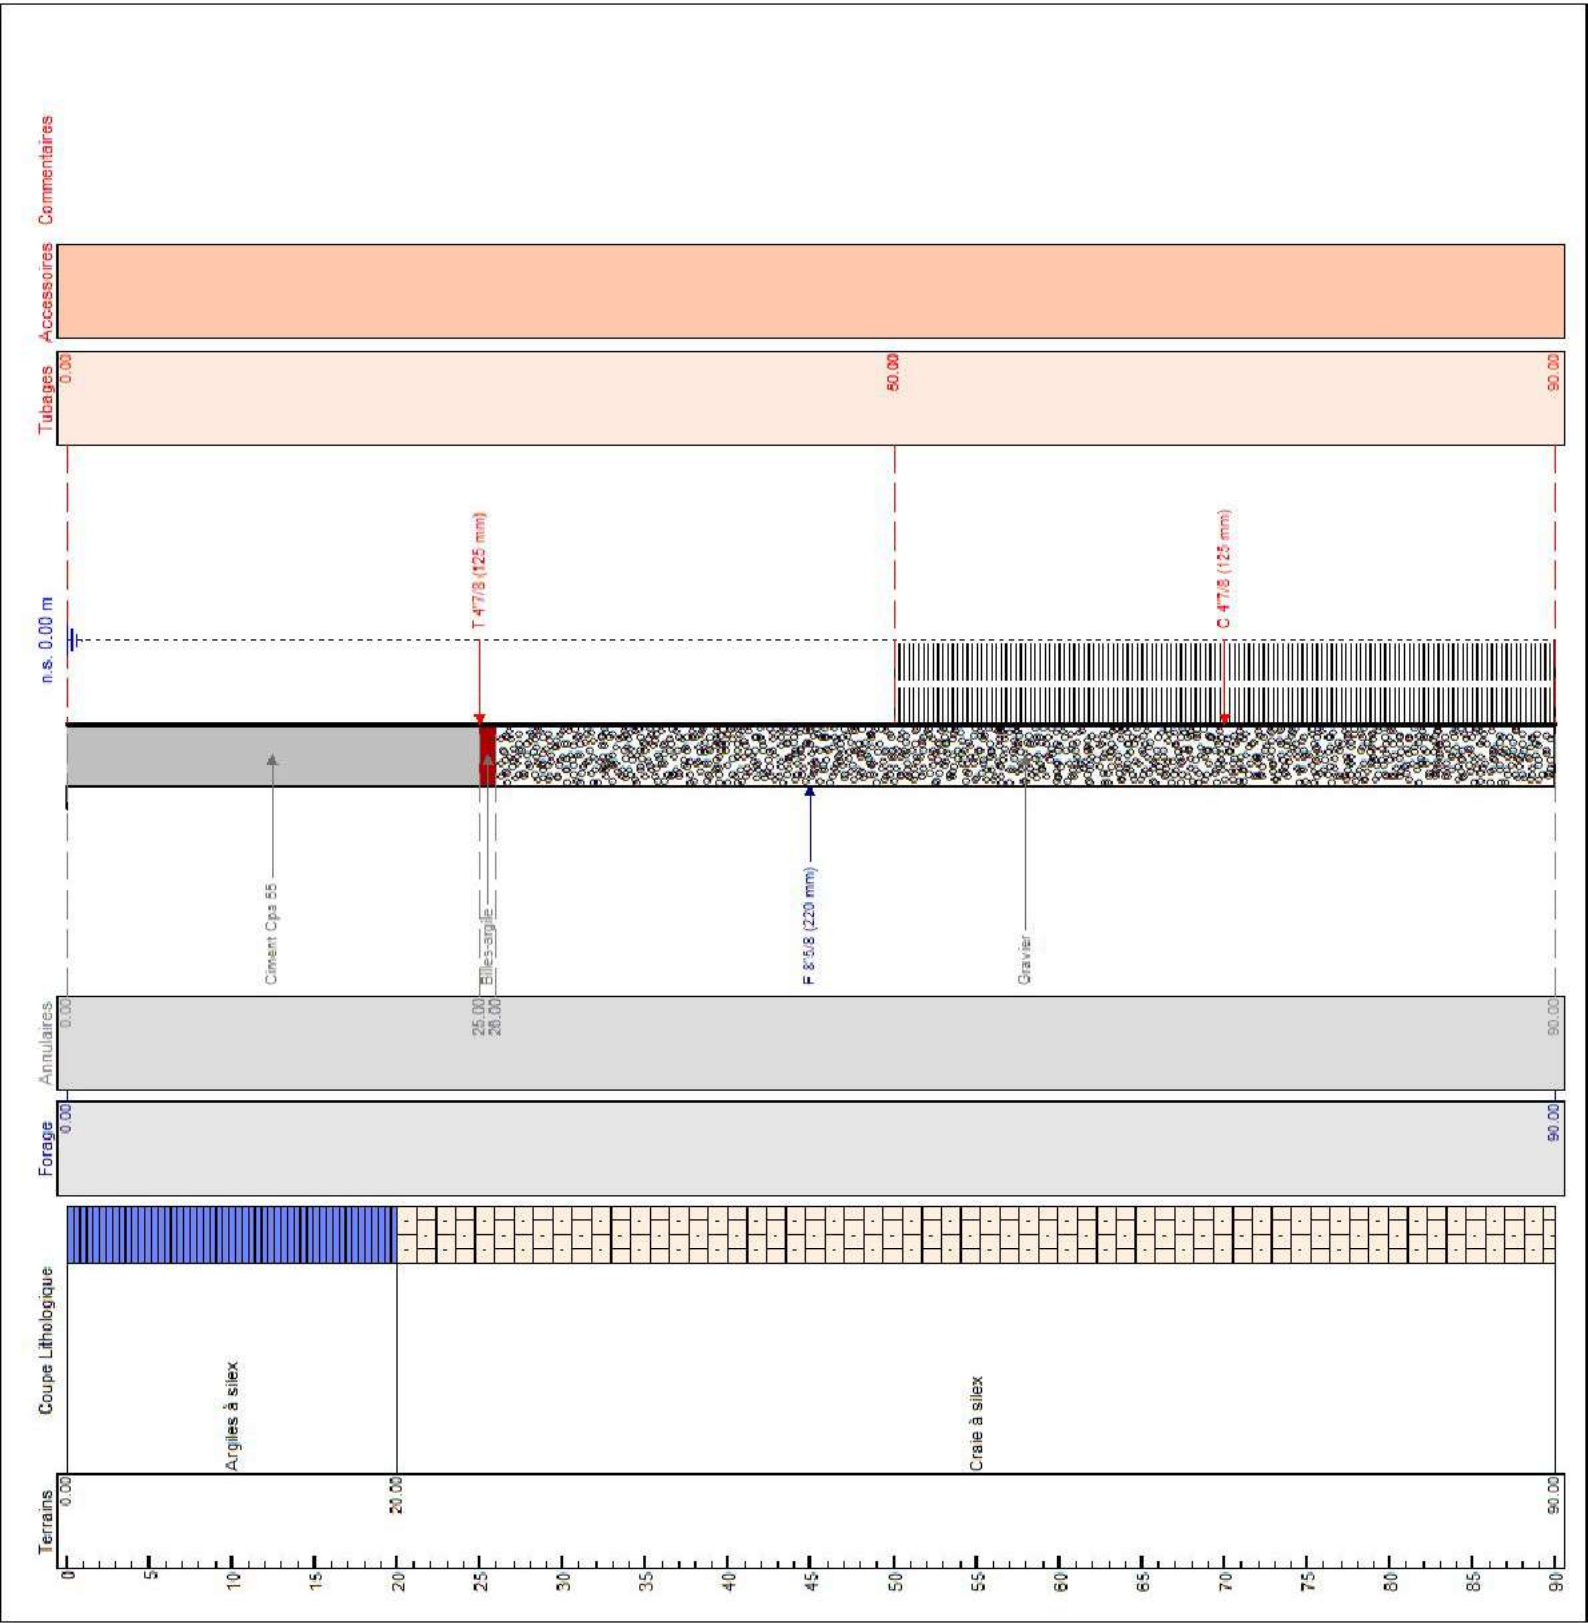 Terrains
Coupe Lithologique
Forage
Annulaires
n.s. 0.00 m
Tubages
Accessoires
Commentaires
0
5
10
15
20
25
30
35
40
45
50
55
60
65
70
75
80
85
90
0.00
20.00
90.00
Argiles à silex
Craie à silex
0.00
90.00
0.00
25.00
26.00
90.00
Ciment Cpa 55
Billes-argile
F 8"5/8 (220 mm)
Gravier
T 4"7/8 (125 mm)
C 4"7/8 (125 mm)
0.00
50.00
90.00